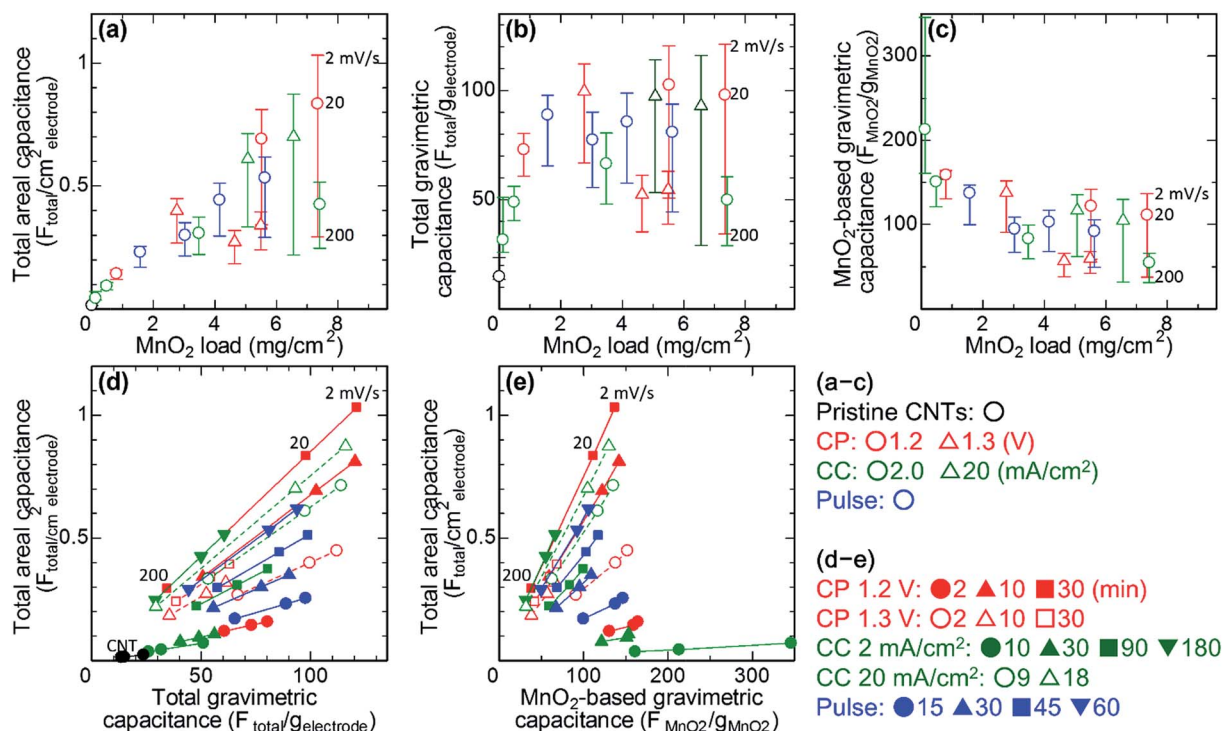 (a)
2 mV/s
20
200
1
0.5
0
0 2 4 6 8
MnO₂ load (mg/cm²)
Total areal capacitance
(F_total/cm²_electrode)
(b)
2 mV/s
20
200
100
50
0
0 2 4 6 8
MnO₂ load (mg/cm²)
Total gravimetric
capacitance (F_total/g_electrode)
(c)
2 mV/s
20
200
300
200
100
0
0 2 4 6 8
MnO₂ load (mg/cm²)
MnO₂-based gravimetric
capacitance (F_MnO2/g_MnO2)
(d)
2 mV/s
20
200
CNT
1
0.5
0
0 50 100
Total gravimetric
capacitance (F_total/g_electrode)
Total areal capacitance
(F_total/cm²_electrode)
(e)
2 mV/s
20
200
1
0.5
0
0 100 200 300
MnO₂-based gravimetric
capacitance (F_MnO2/g_MnO2)
Total areal capacitance
(F_total/cm²_electrode)
(a–c)
Pristine CNTs: ○
CP: ○1.2 △1.3 (V)
CC: ○2.0 △20 (mA/cm²)
Pulse: ○
(d–e)
CP 1.2 V: ●2 ▲10 ■30 (min)
CP 1.3 V: ○2 △10 □30
CC 2 mA/cm²: ●10 ▲30 ■90 ▼180
CC 20 mA/cm²: ○9 △18
Pulse: ●15 ▲30 ■45 ▼60